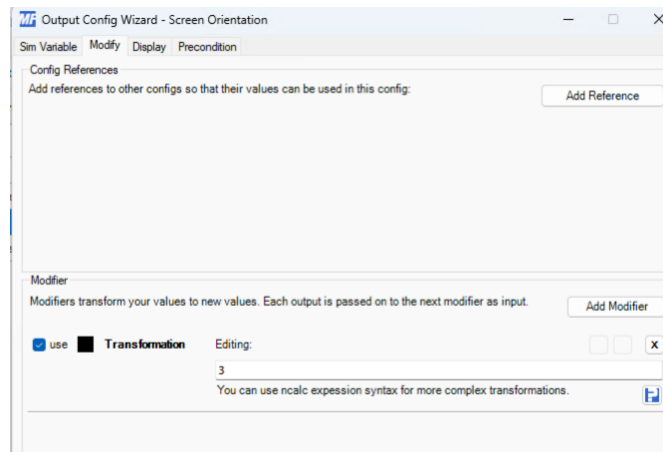 MF Output Config Wizard - Screen Orientation
Sim Variable Modify Display Precondition
Config References
Add references to other configs so that their values can be used in this config:
Add Reference
Modifier
Modifiers transform your values to new values. Each output is passed on to the next modifier as input.
Add Modifier
use Transformation Editing:
X
3
You can use ncalc expession syntax for more complex transformations.